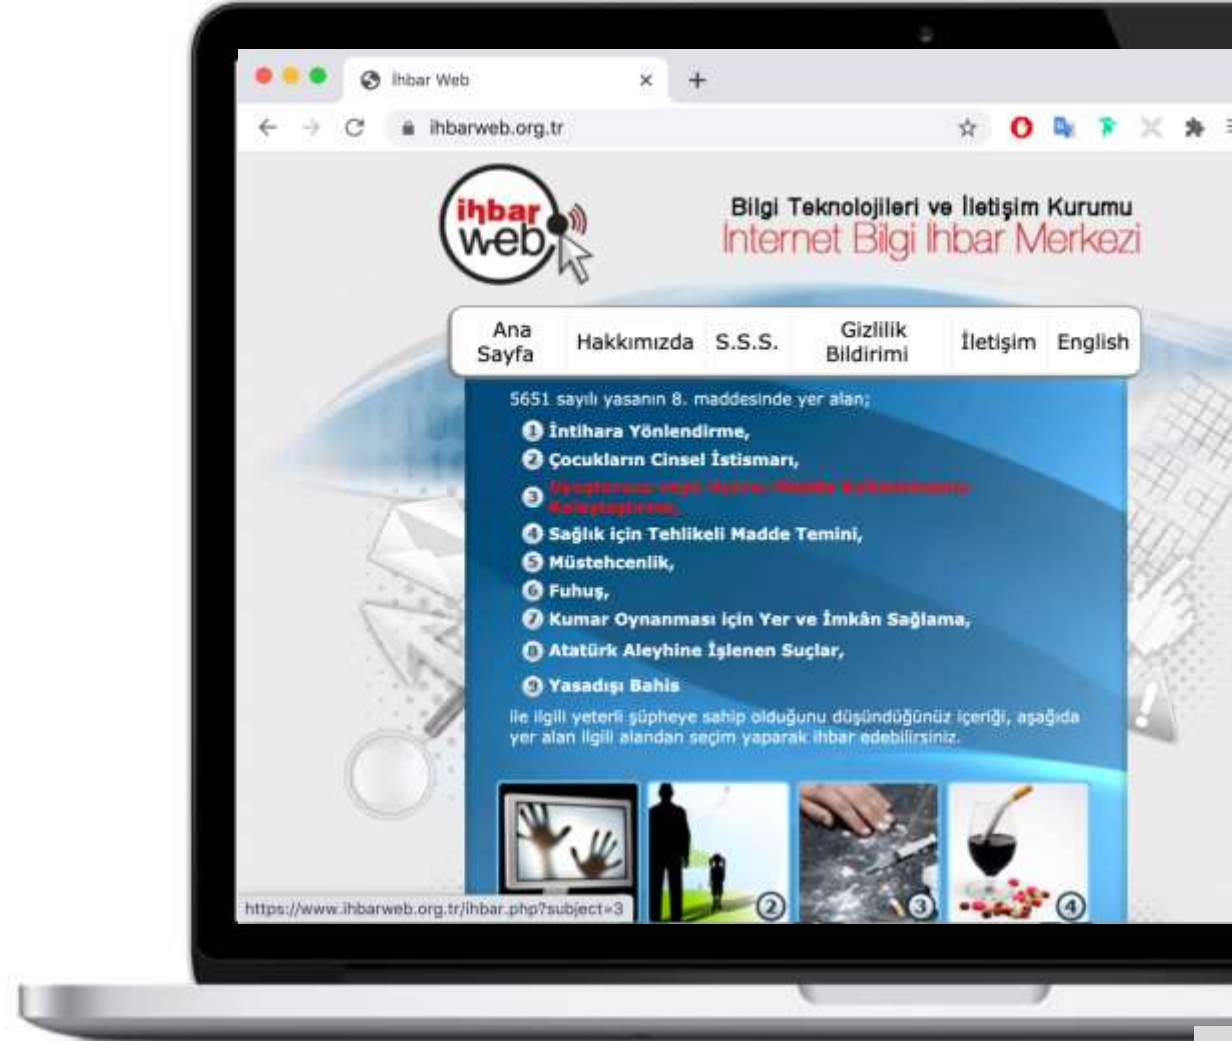 İhbar Web
ihbarweb.org.tr
ihbar
web
Bilgi Teknolojileri ve İletişim Kurumu
İnternet Bilgi İhbar Merkezi
Ana Sayfa
Hakkımızda
S.S.S.
Gizlilik Bildirimi
İletişim
English
5651 sayılı yasanın 8. maddesinde yer alan;
1 İntihara Yönlendirme,
2 Çocukların Cinsel İstismarı,
3
4 Sağlık için Tehlikeli Madde Temini,
5 Müstehcenlik,
6 Fuhuş,
7 Kumar Oynanması için Yer ve İmkân Sağlama,
8 Atatürk Aleyhine İşlenen Suçlar,
9 Yasadışı Bahis
ile ilgili yeterli şüpheye sahip olduğunu düşündüğünüz içeriği, aşağıda
yer alan ilgili alandan seçim yaparak ihbar edebilirsiniz.
2
3
4
https://www.ihbarweb.org.tr/ihbar.php?subject=3